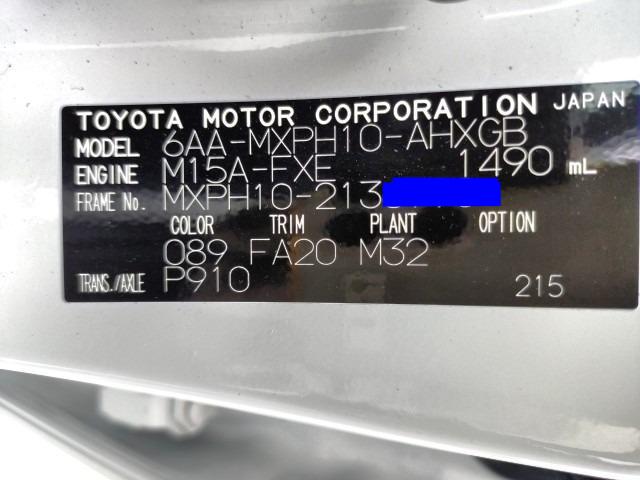 TOYOTA MOTOR CORPORATION JAPAN
MODEL 6AA-MXPH10-AHXGB
ENGINE M15A-FXE 1490 mL
FRAME No. MXPH10-213
COLOR TRIM PLANT OPTION
089 FA20 M32
TRANS./AXLE P910 215